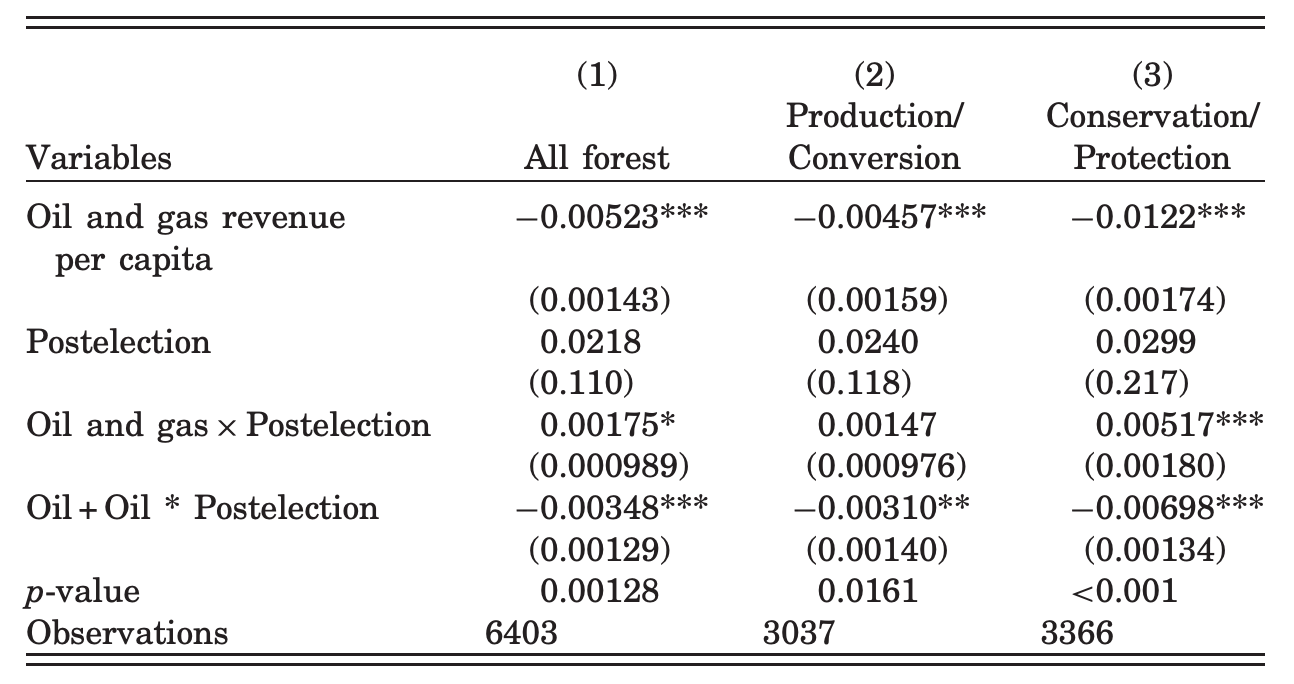 (1) (2) (3)
Production/ Conservation/
Variables All forest Conversion Protection
Oil and gas revenue −0.00523*** −0.00457*** −0.0122***
per capita
(0.00143) (0.00159) (0.00174)
Postelection 0.0218 0.0240 0.0299
(0.110) (0.118) (0.217)
Oil and gas × Postelection 0.00175* 0.00147 0.00517***
(0.000989) (0.000976) (0.00180)
Oil + Oil * Postelection −0.00348*** −0.00310** −0.00698***
(0.00129) (0.00140) (0.00134)
p-value 0.00128 0.0161 <0.001
Observations 6403 3037 3366